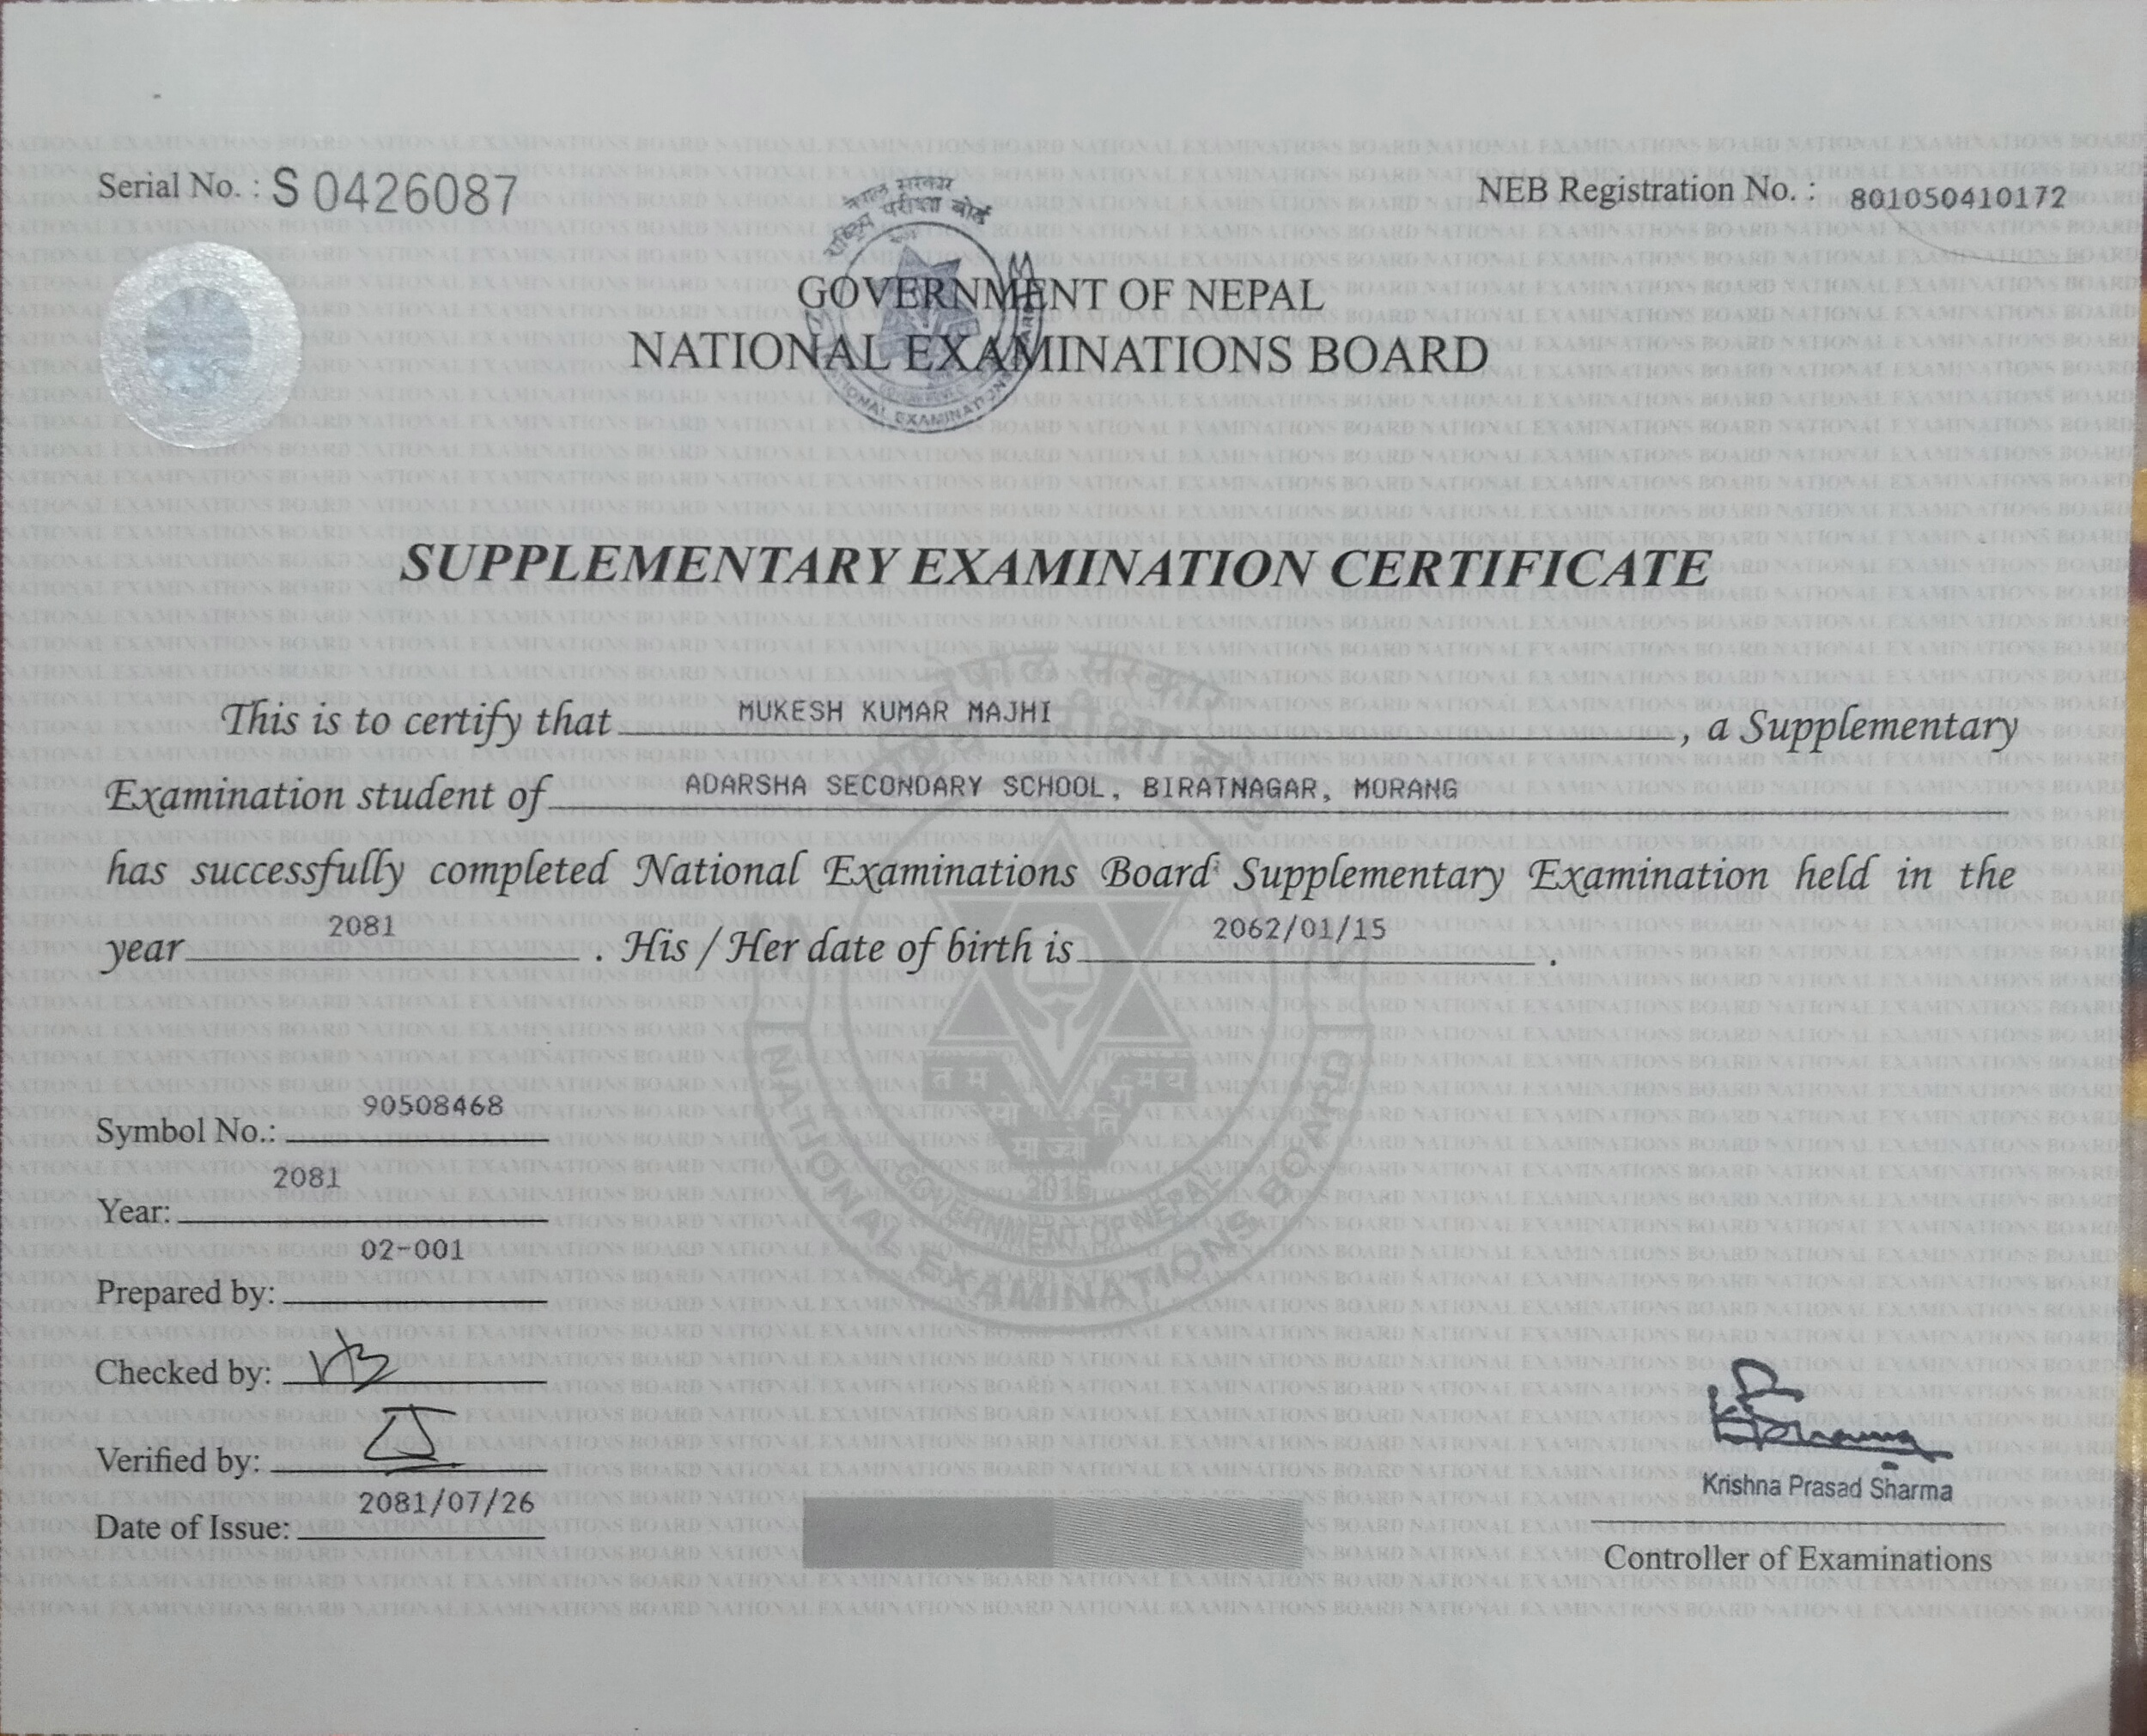 Serial No. : S 0426087
NEB Registration No. : 801050410172
नेपाल सरकार
राष्ट्रिय परीक्षा बोर्ड
GOVERNMENT OF NEPAL
NATIONAL EXAMINATIONS BOARD
SUPPLEMENTARY EXAMINATION CERTIFICATE
This is to certify that MUKESH KUMAR MAJHI , a Supplementary
Examination student of ADARSHA SECONDARY SCHOOL, BIRATNAGAR, MORANG
has successfully completed National Examinations Board Supplementary Examination held in the
year 2081 . His / Her date of birth is 2062/01/15 .
नेपाल सरकार
2016
GOVERNMENT OF NEPAL
NATIONAL EXAMINATIONS BOARD
Symbol No.: 90508468
Year: 2081
Prepared by: 02-001
Checked by:
Verified by:
Date of Issue: 2081/07/26
Krishna Prasad Sharma
Controller of Examinations